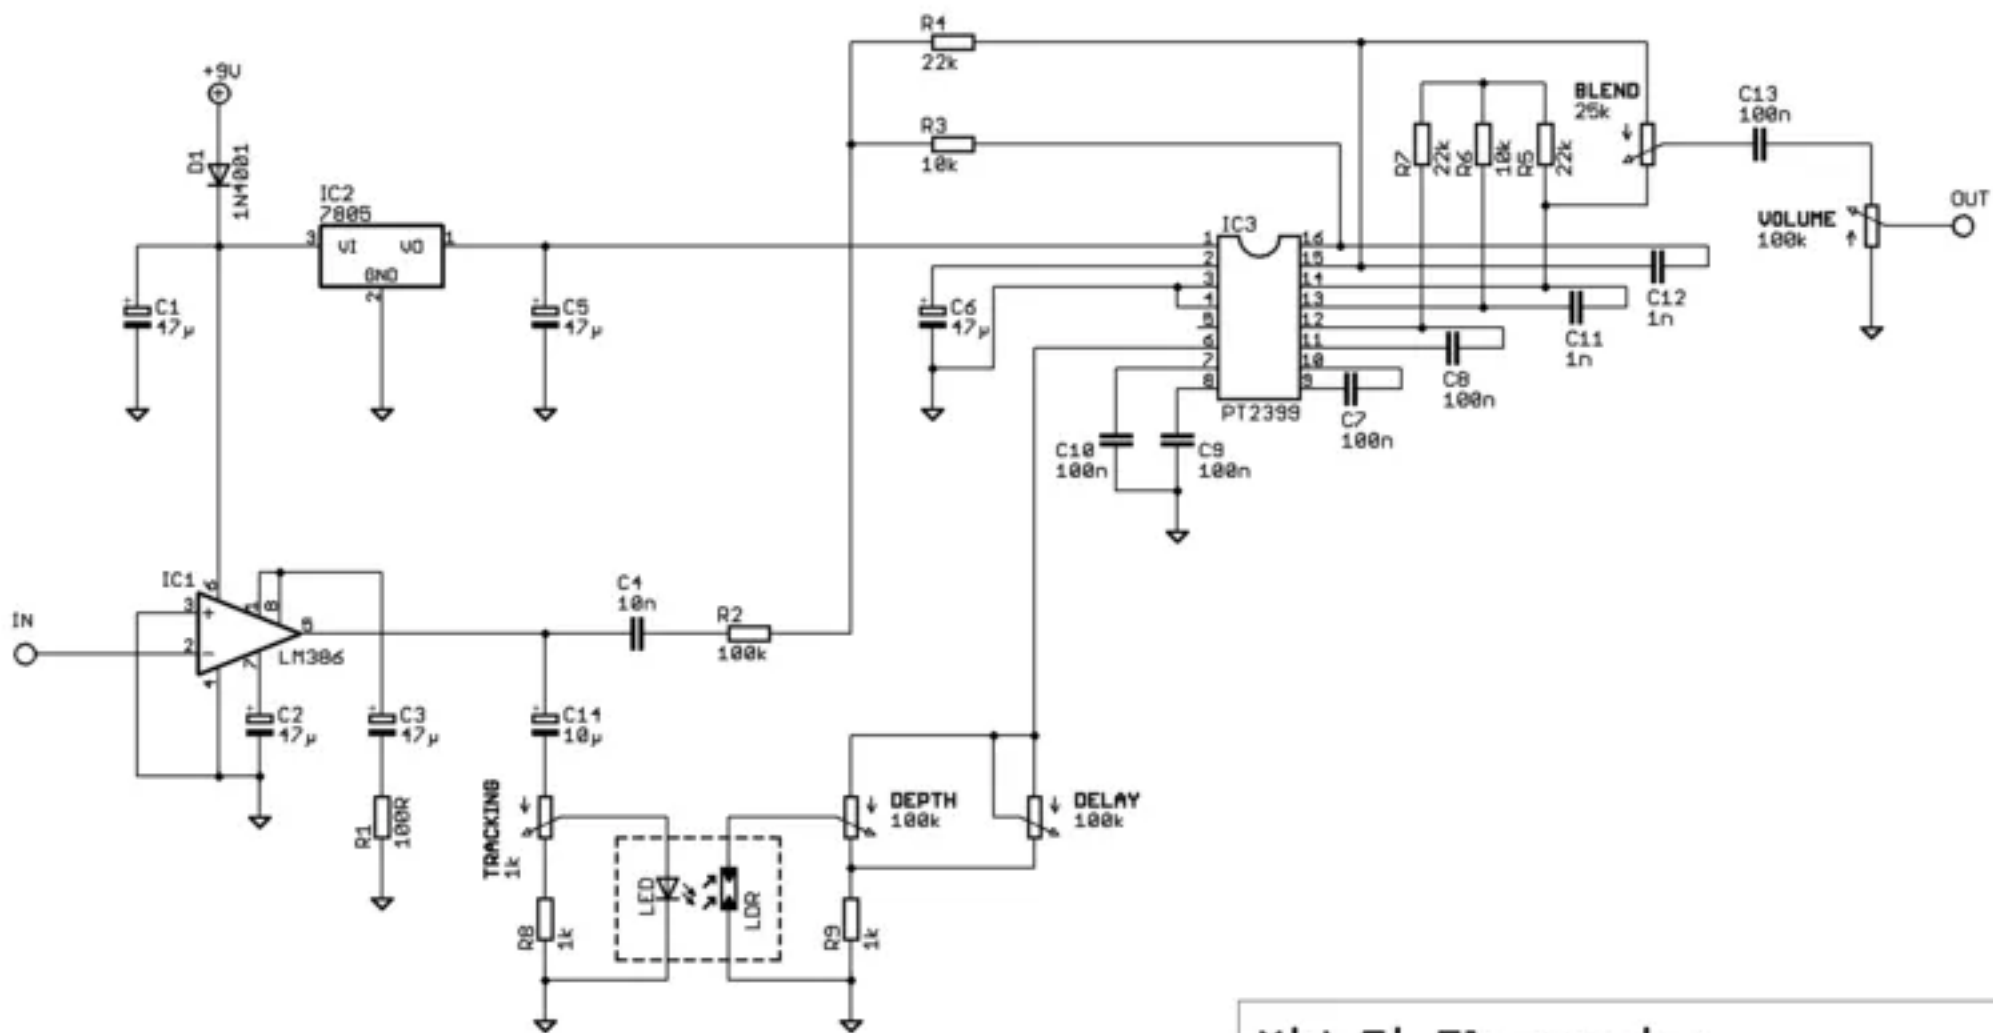 R4
22k
+9V
BLEND
25k
C13
100n
R3
10k
D1
1N4001
R7
22k
R6
10k
R5
22k
IC2
7805
3
VI
VO
1
GND
2
OUT
VOLUME
100k
IC3
1
16
2
15
3
14
4
13
5
12
6
11
7
10
8
9
PT2399
C1
47µ
C5
47µ
C6
47µ
C12
1n
C11
1n
C8
100n
C7
100n
C10
100n
C9
100n
IC1
6
1
8
3
+
2
-
5
7
4
LM386
IN
C4
10n
R2
100k
C2
47µ
C3
47µ
C14
10µ
R1
100R
TRACKING
1k
DEPTH
100k
DELAY
100k
LED
LDR
R8
1k
R9
1k